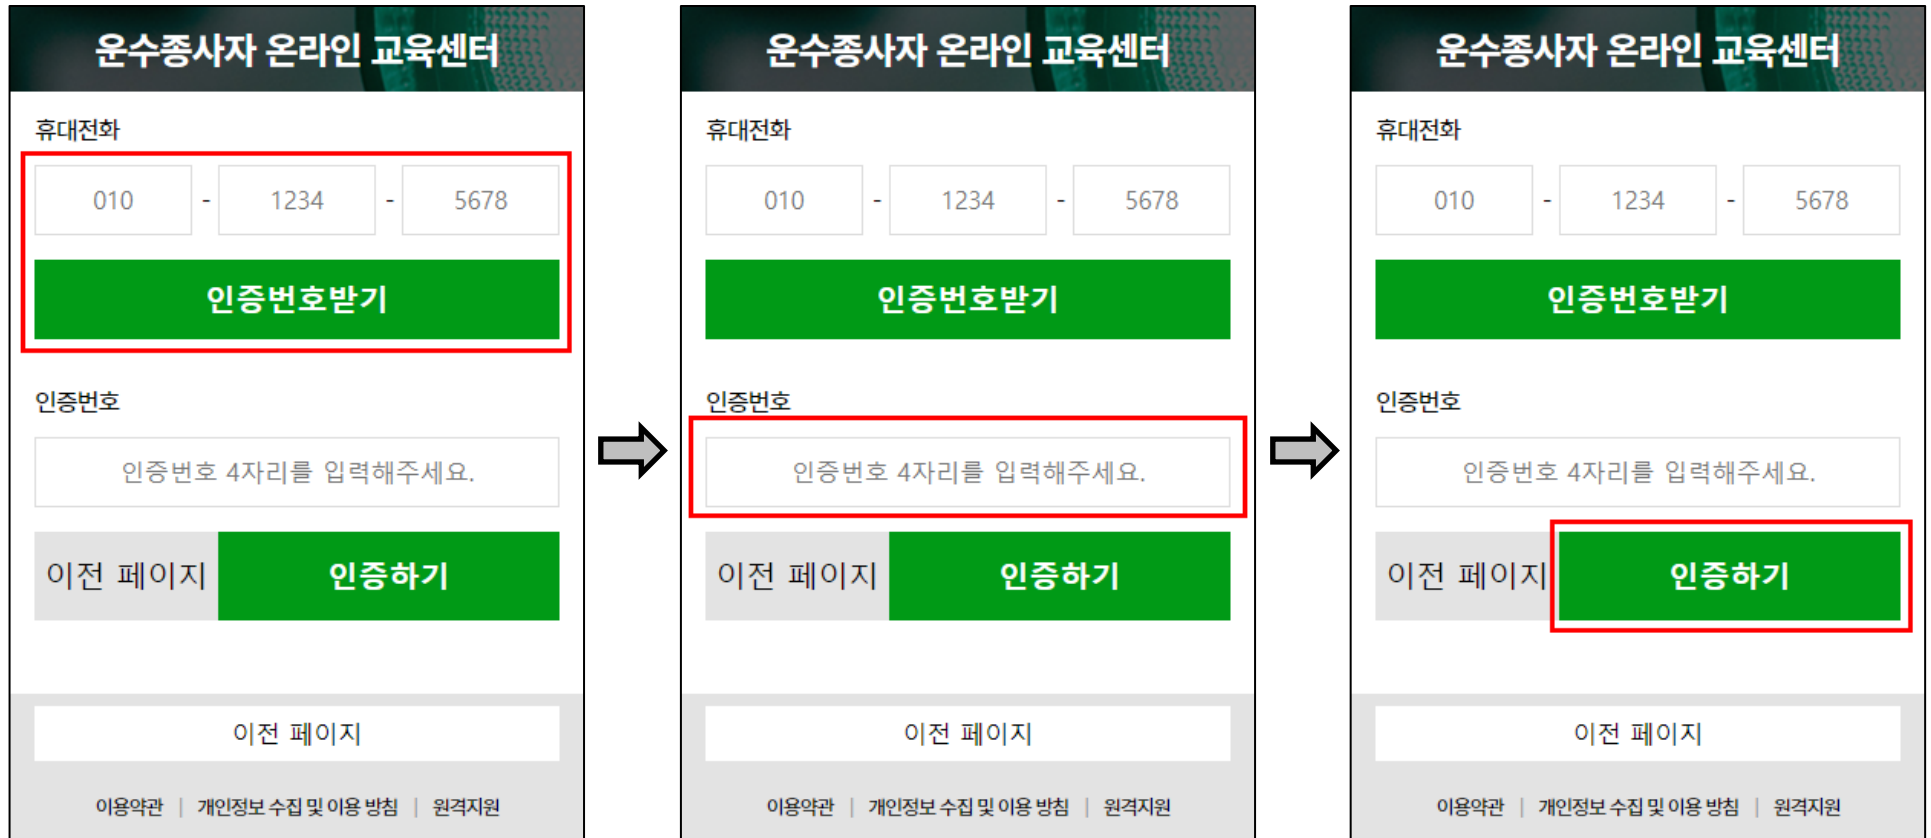 운수종사자 온라인 교육센터
휴대전화
010 - 1234 - 5678
인증번호받기
인증번호
인증번호 4자리를 입력해주세요.
이전 페이지 인증하기
이전 페이지
이용약관 | 개인정보 수집 및 이용 방침 | 원격지원
운수종사자 온라인 교육센터
휴대전화
010 - 1234 - 5678
인증번호받기
인증번호
인증번호 4자리를 입력해주세요.
이전 페이지 인증하기
이전 페이지
이용약관 | 개인정보 수집 및 이용 방침 | 원격지원
운수종사자 온라인 교육센터
휴대전화
010 - 1234 - 5678
인증번호받기
인증번호
인증번호 4자리를 입력해주세요.
이전 페이지 인증하기
이전 페이지
이용약관 | 개인정보 수집 및 이용 방침 | 원격지원